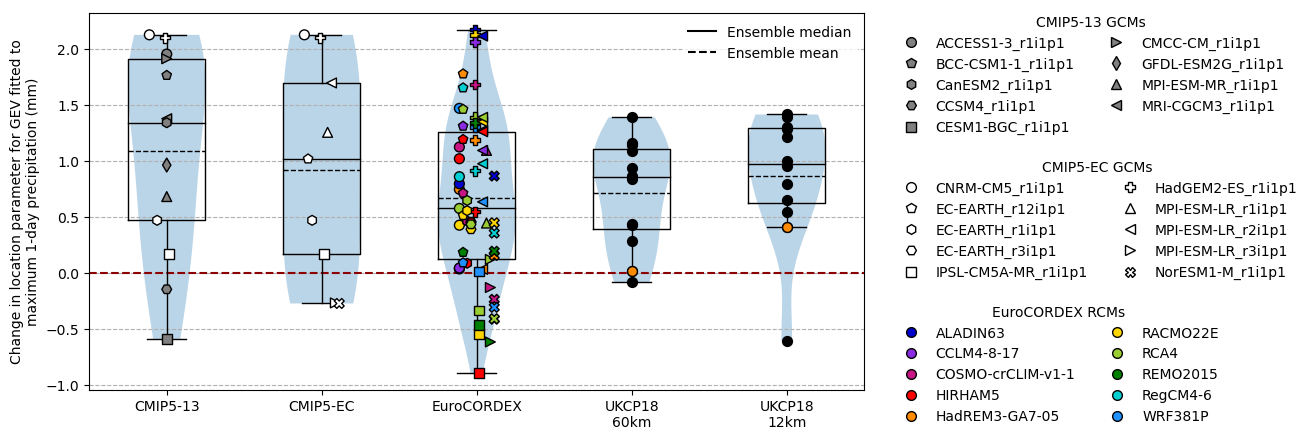 Change in location parameter for GEV fitted to
maximum 1-day precipitation (mm)
2.0
1.5
1.0
0.5
0.0
−0.5
−1.0
CMIP5-13
CMIP5-EC
EuroCORDEX
UKCP18
60km
UKCP18
12km
Ensemble median
Ensemble mean
CMIP5-13 GCMs
ACCESS1-3_r1i1p1
BCC-CSM1-1_r1i1p1
CanESM2_r1i1p1
CCSM4_r1i1p1
CESM1-BGC_r1i1p1
CMCC-CM_r1i1p1
GFDL-ESM2G_r1i1p1
MPI-ESM-MR_r1i1p1
MRI-CGCM3_r1i1p1
CMIP5-EC GCMs
CNRM-CM5_r1i1p1
EC-EARTH_r12i1p1
EC-EARTH_r1i1p1
EC-EARTH_r3i1p1
IPSL-CM5A-MR_r1i1p1
HadGEM2-ES_r1i1p1
MPI-ESM-LR_r1i1p1
MPI-ESM-LR_r2i1p1
MPI-ESM-LR_r3i1p1
NorESM1-M_r1i1p1
EuroCORDEX RCMs
ALADIN63
CCLM4-8-17
COSMO-crCLIM-v1-1
HIRHAM5
HadREM3-GA7-05
RACMO22E
RCA4
REMO2015
RegCM4-6
WRF381P